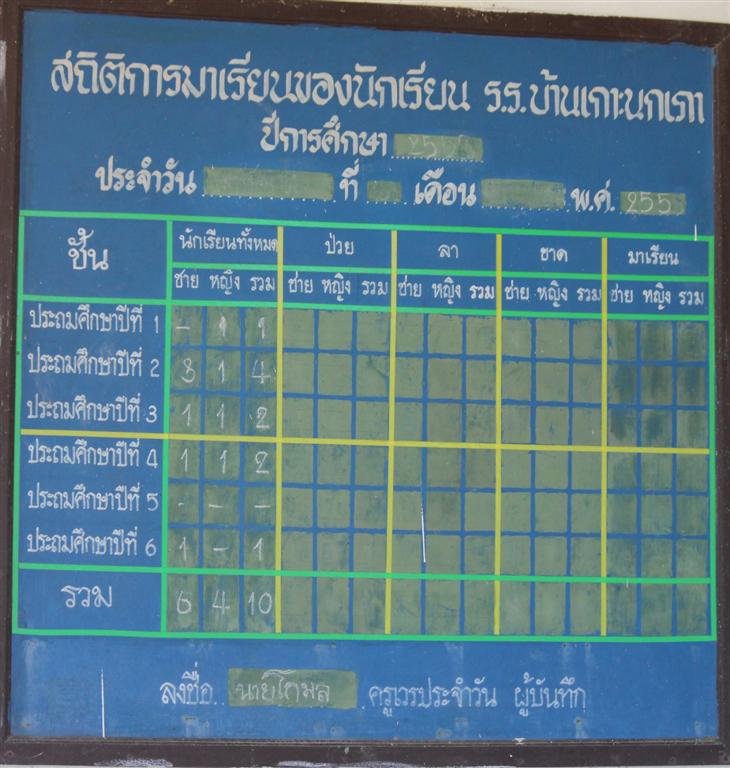 สถิติการมาเรียนของนักเรียน ร.ร.บ้านเกาะนกเภา
ปีการศึกษา 255
ประจำวัน ที่ เดือน พ.ศ. 255
ชั้น นักเรียนทั้งหมด ป่วย ลา ขาด มาเรียน
ชาย หญิง รวม ชาย หญิง รวม ชาย หญิง รวม ชาย หญิง รวม ชาย หญิง รวม
ประถมศึกษาปีที่ 1 - 1 1
ประถมศึกษาปีที่ 2 3 1 4
ประถมศึกษาปีที่ 3 1 1 2
ประถมศึกษาปีที่ 4 1 1 2
ประถมศึกษาปีที่ 5 - - -
ประถมศึกษาปีที่ 6 1 - 1
รวม 6 4 10
ลงชื่อ นายโกมล ครูเวรประจำวัน ผู้บันทึก